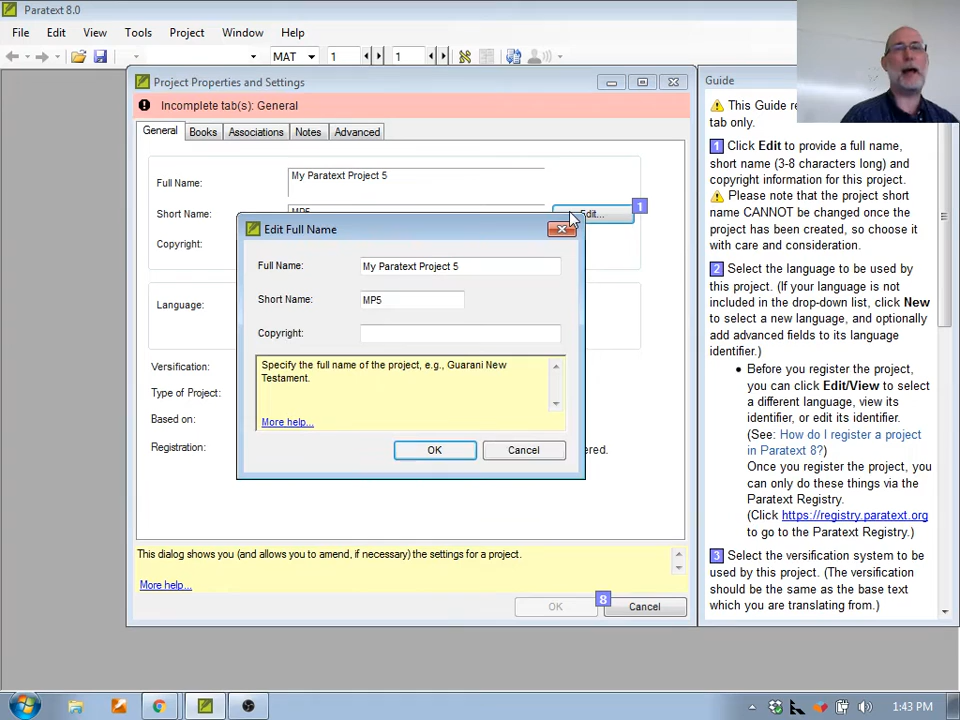 Paratext 8.0
File Edit View Tools Project Window Help
MAT 1 1
Project Properties and Settings
Incomplete tab(s): General
General Books Associations Notes Advanced
Full Name: My Paratext Project 5
Short Name: MP5
Edit... 1
Copyright:
Language:
Versification:
Type of Project:
Based on:
Registration:
Edit Full Name
Full Name: My Paratext Project 5
Short Name: MP5
Copyright:
Specify the full name of the project, e.g., Guarani New
Testament.
More help...
OK Cancel
This dialog shows you (and allows you to amend, if necessary) the settings for a project.
More help...
OK 8 Cancel
Guide
This Guide
tab only.
1 Click Edit to provide a full name,
short name (3-8 characters long) and
copyright information for this project.
Please note that the project short
name CANNOT be changed once the
project has been created, so choose it
with care and consideration.
2 Select the language to be used by
this project. (If your language is not
included in the drop-down list, click New
to select a new language, and optionally
add advanced fields to its language
identifier.)
Before you register the project,
you can click Edit/View to select
a different language, view its
identifier, or edit its identifier.
(See: How do I register a project
in Paratext 8?)
Once you register the project, you
can only do these things via the
Paratext Registry.
(Click https://registry.paratext.org
to go to the Paratext Registry.)
3 Select the versification system to be
used by this project. (The versification
should be the same as the base text
which you are translating from.)
1:43 PM